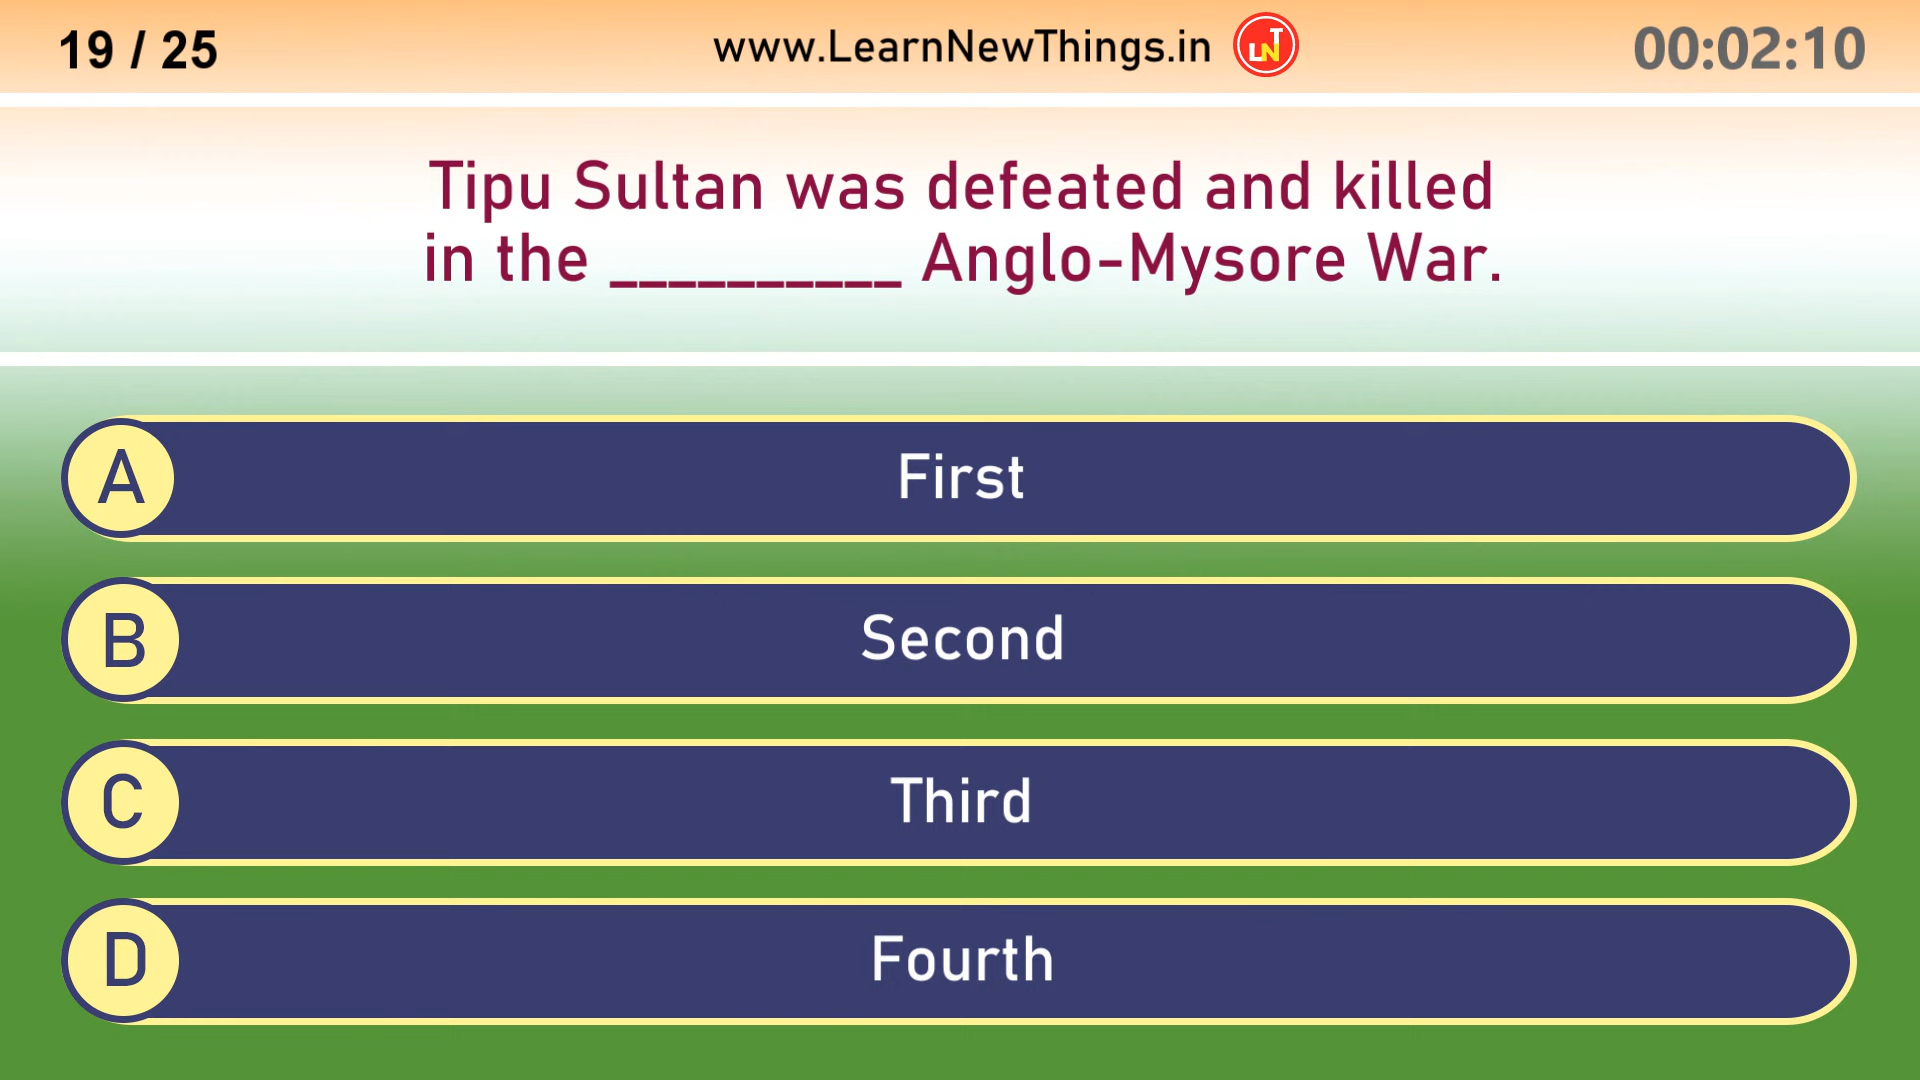 19 / 25
www.LearnNewThings.in
LNT
00:02:10
Tipu Sultan was defeated and killed
in the __________ Anglo-Mysore War.
A
First
B
Second
C
Third
D
Fourth